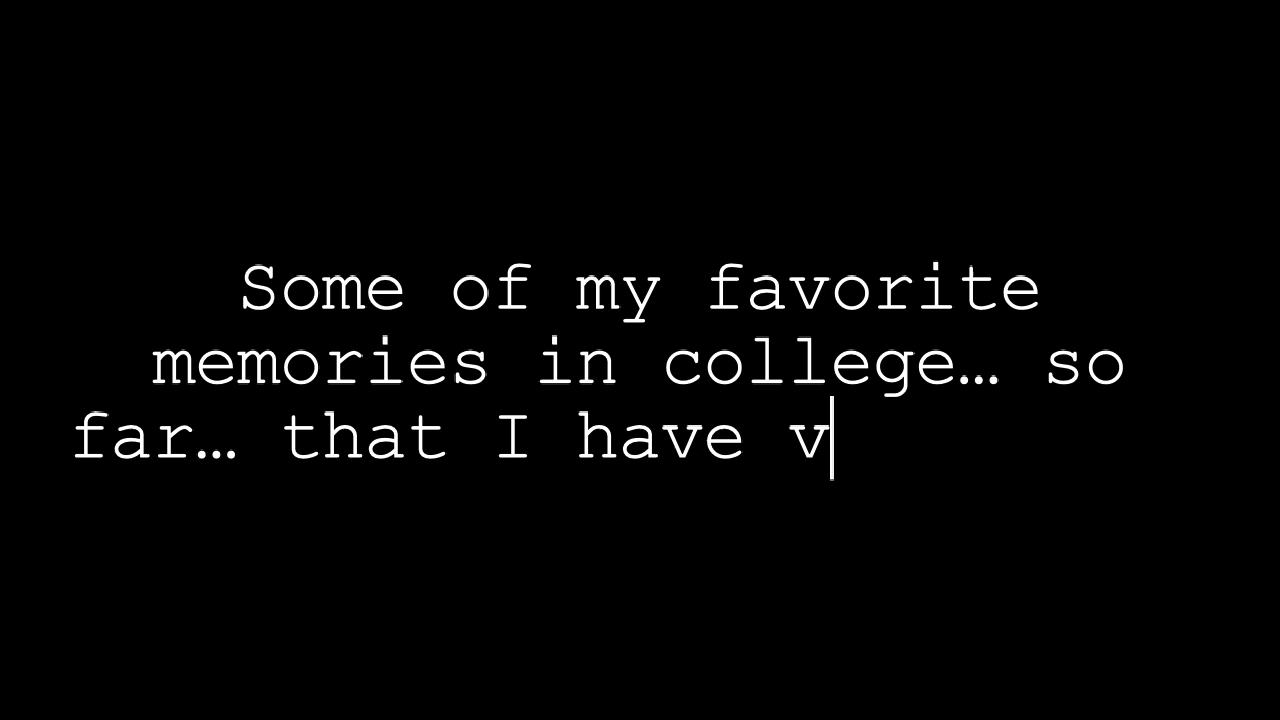 Some of my favorite
memories in college… so
far… that I have v